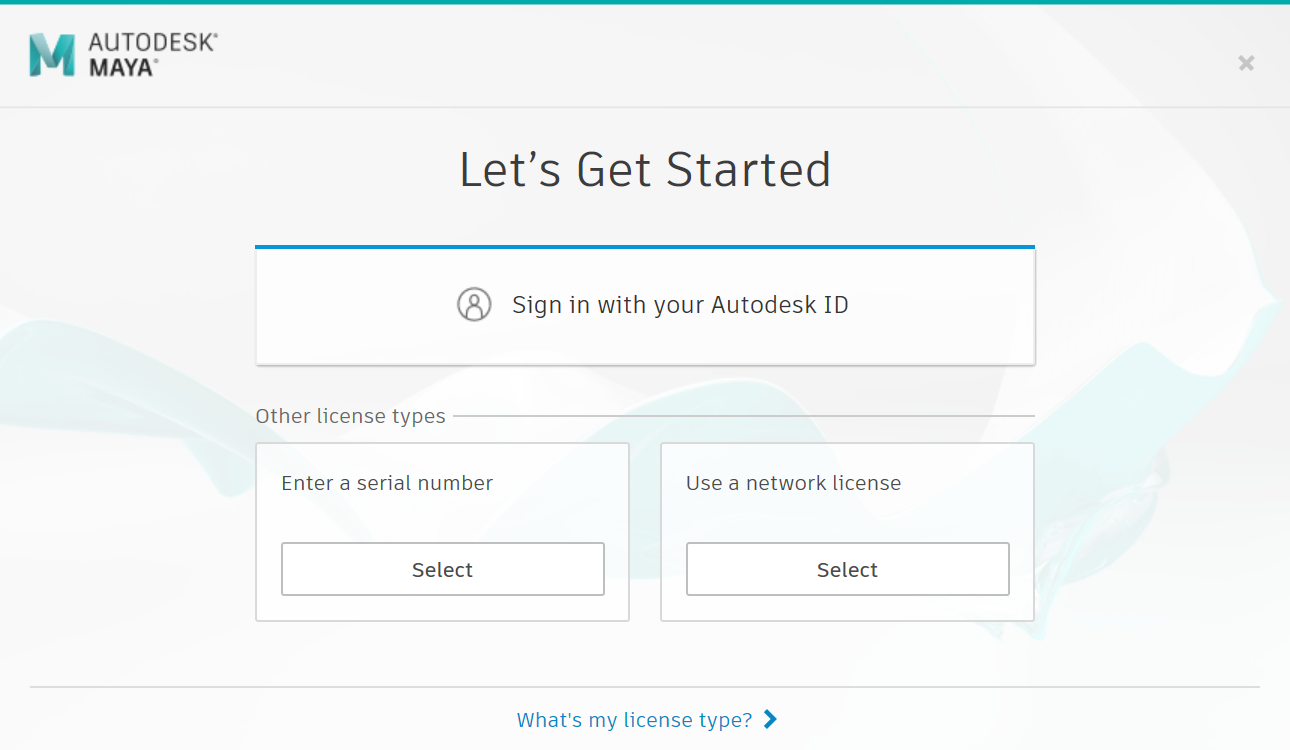 AUTODESK®
MAYA®
Let’s Get Started
Sign in with your Autodesk ID
Other license types
Enter a serial number
Use a network license
Select
Select
What's my license type?